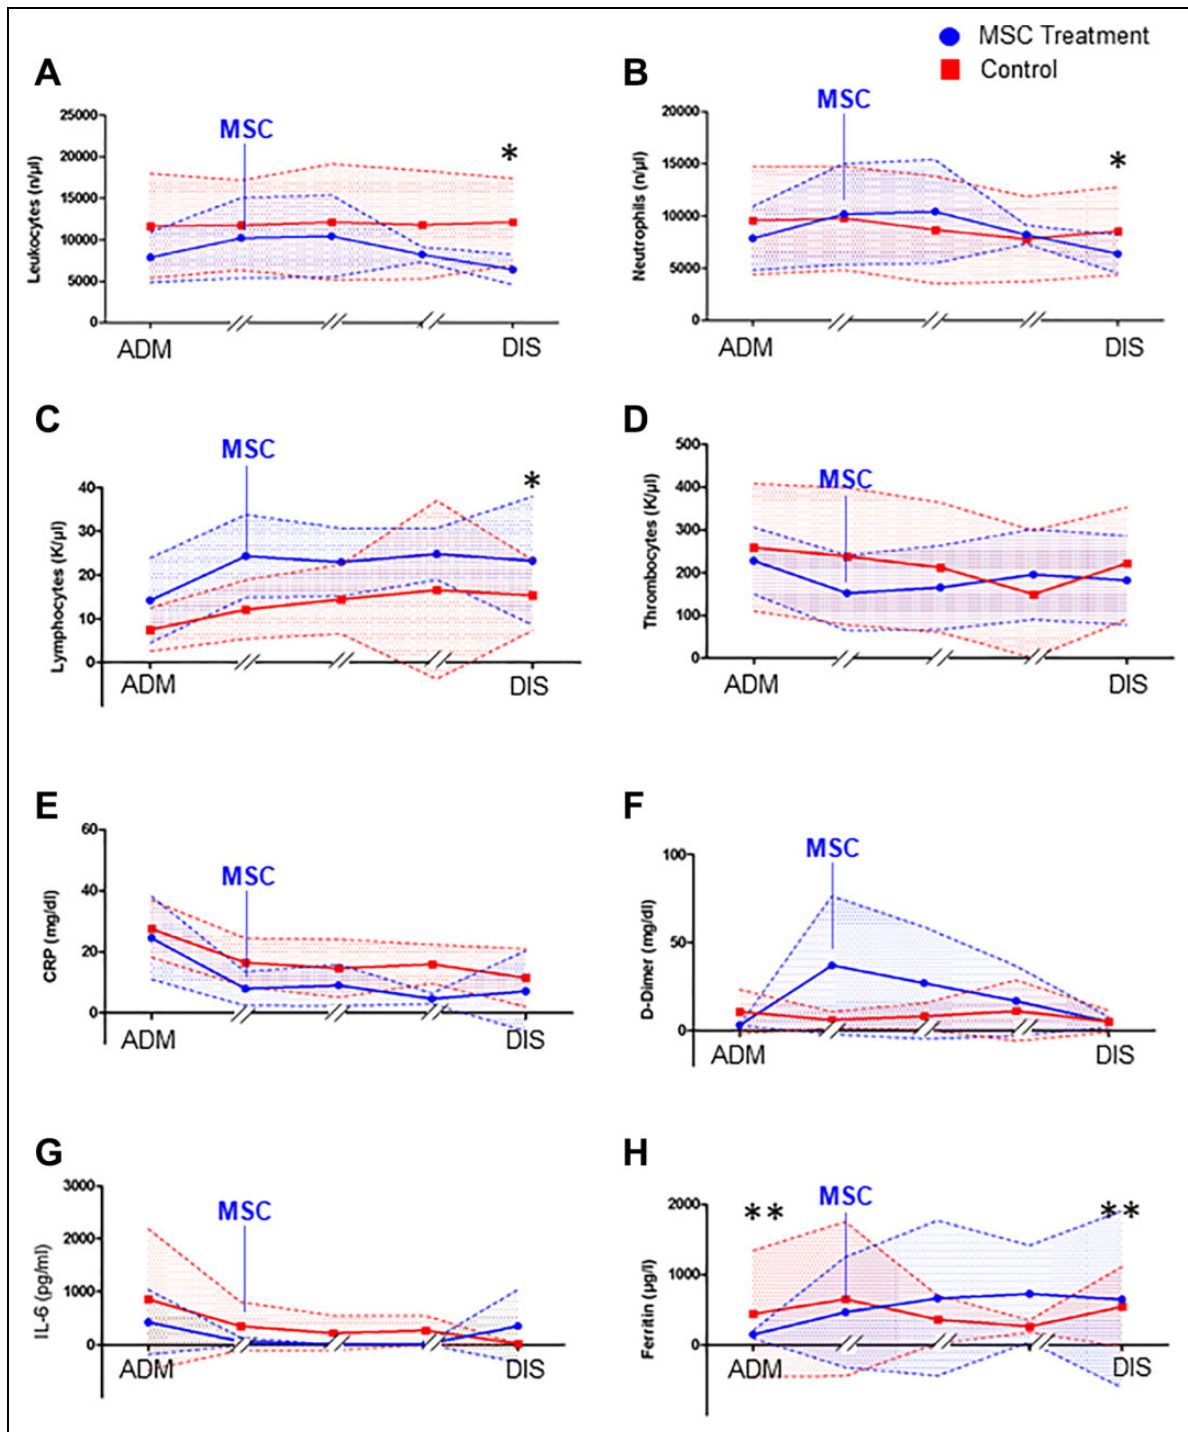 MSC Treatment
Control
A
MSC
*
Leukocytes (n/µl)
25000
20000
15000
10000
5000
0
ADM
DIS
B
MSC
*
Neutrophils (n/µl)
20000
15000
10000
5000
0
ADM
DIS
C
MSC
*
Lymphocytes (K/µl)
40
30
20
10
0
ADM
DIS
D
MSC
Thrombocytes (K/µl)
500
400
300
200
100
0
ADM
DIS
E
MSC
CRP (mg/dl)
60
40
20
0
ADM
DIS
F
MSC
D-Dimer (mg/dl)
100
50
0
ADM
DIS
G
MSC
IL-6 (pg/ml)
3000
2000
1000
0
ADM
DIS
H
MSC
**
**
Ferritin (µg/l)
2000
1000
0
ADM
DIS